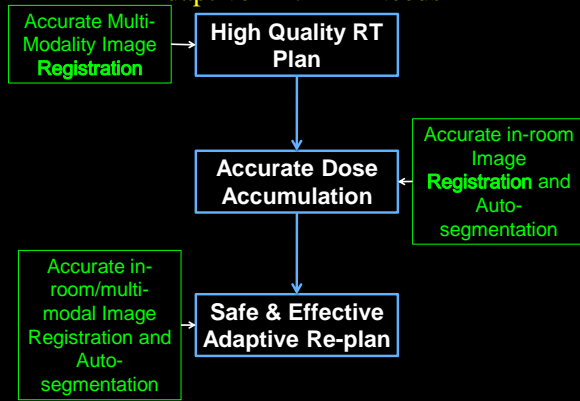 Accurate Multi-
Modality Image
Registration
High Quality RT
Plan
Accurate Dose
Accumulation
Accurate in-room
Image
Registration and
Auto-
segmentation
Accurate in-
room/multi-
modal Image
Registration and
Auto-
segmentation
Safe & Effective
Adaptive Re-plan